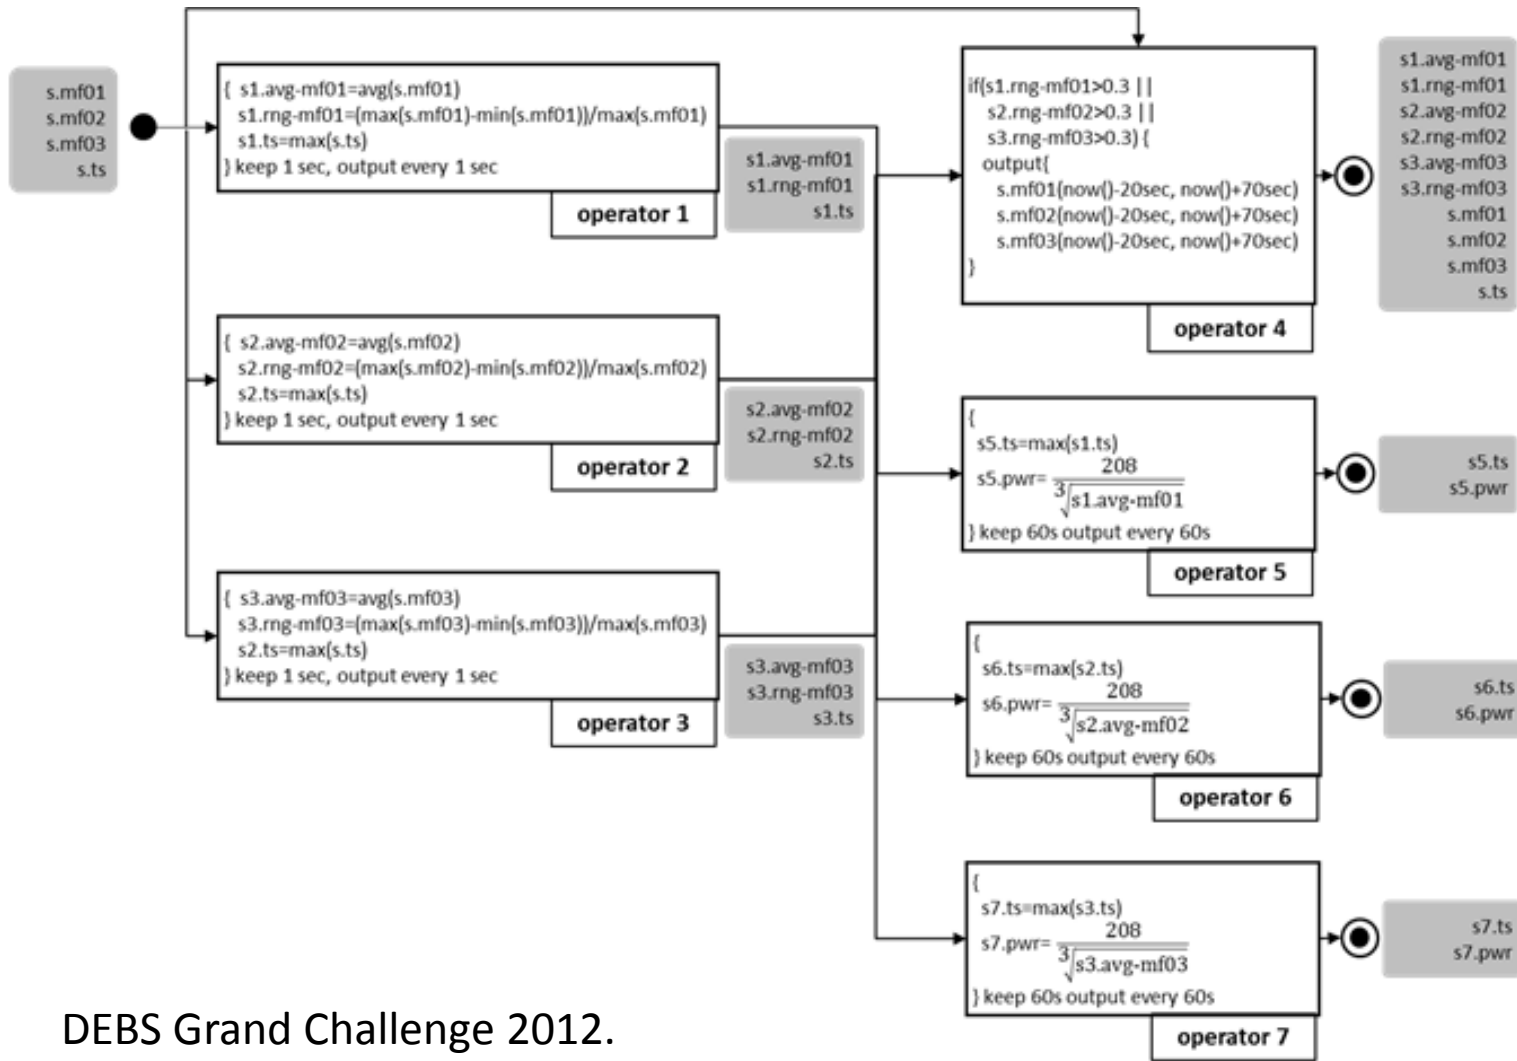 s.mf01
s.mf02
s.mf03
s.ts
{ s1.avg-mf01=avg(s.mf01)
s1.rng-mf01=(max(s.mf01)-min(s.mf01))/max(s.mf01)
s1.ts=max(s.ts)
} keep 1 sec, output every 1 sec
operator 1
s1.avg-mf01
s1.rng-mf01
s1.ts
{ s2.avg-mf02=avg(s.mf02)
s2.rng-mf02=(max(s.mf02)-min(s.mf02))/max(s.mf02)
s2.ts=max(s.ts)
} keep 1 sec, output every 1 sec
operator 2
s2.avg-mf02
s2.rng-mf02
s2.ts
{ s3.avg-mf03=avg(s.mf03)
s3.rng-mf03=(max(s.mf03)-min(s.mf03))/max(s.mf03)
s2.ts=max(s.ts)
} keep 1 sec, output every 1 sec
operator 3
s3.avg-mf03
s3.rng-mf03
s3.ts
if(s1.rng-mf01>0.3 ||
s2.rng-mf02>0.3 ||
s3.rng-mf03>0.3) {
output{
s.mf01(now()-20sec, now()+70sec)
s.mf02(now()-20sec, now()+70sec)
s.mf03(now()-20sec, now()+70sec)
}
operator 4
s1.avg-mf01
s1.rng-mf01
s2.avg-mf02
s2.rng-mf02
s3.avg-mf03
s3.rng-mf03
s.mf01
s.mf02
s.mf03
s.ts
{
s5.ts=max(s1.ts)
s5.pwr= 208
3√s1.avg-mf01
} keep 60s output every 60s
operator 5
s5.ts
s5.pwr
{
s6.ts=max(s2.ts)
s6.pwr= 208
3√s2.avg-mf02
} keep 60s output every 60s
operator 6
s6.ts
s6.pwr
{
s7.ts=max(s3.ts)
s7.pwr= 208
3√s3.avg-mf03
} keep 60s output every 60s
operator 7
s7.ts
s7.pwr
DEBS Grand Challenge 2012.